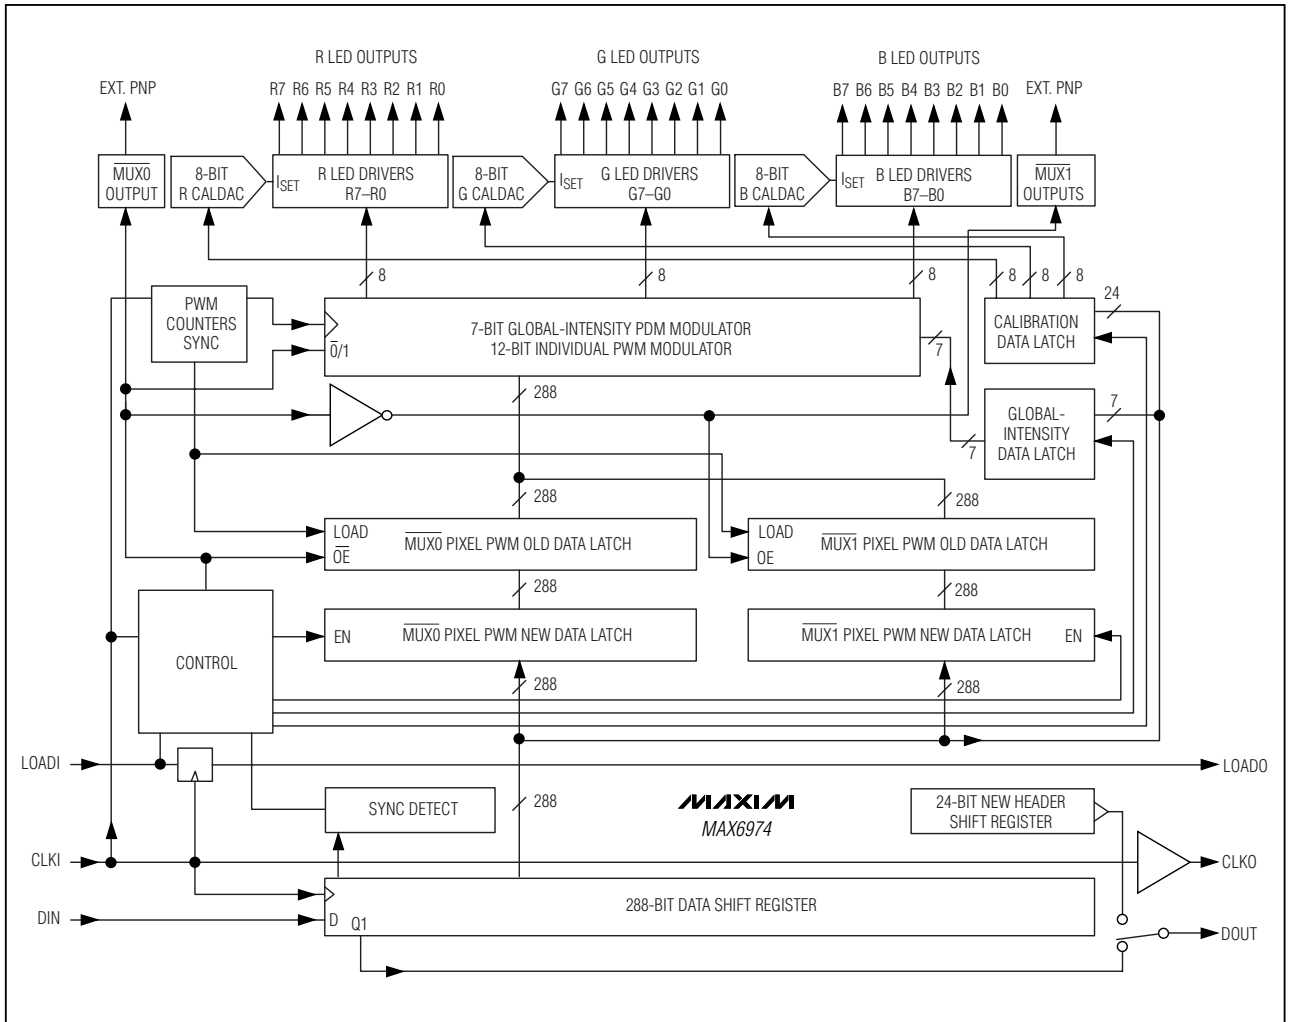 R LED OUTPUTS
G LED OUTPUTS
B LED OUTPUTS
EXT. PNP
R7 R6 R5 R4 R3 R2 R1 R0
G7 G6 G5 G4 G3 G2 G1 G0
B7 B6 B5 B4 B3 B2 B1 B0
EXT. PNP
MUX0
OUTPUT
8-BIT
R CALDAC
ISET
R LED DRIVERS
R7–R0
8-BIT
G CALDAC
ISET
G LED DRIVERS
G7–G0
8-BIT
B CALDAC
ISET
B LED DRIVERS
B7–B0
MUX1
OUTPUTS
8
8
8
8
8
8
24
PWM
COUNTERS
SYNC
0/1
7-BIT GLOBAL-INTENSITY PDM MODULATOR
12-BIT INDIVIDUAL PWM MODULATOR
7
CALIBRATION
DATA LATCH
288
7
GLOBAL-
INTENSITY
DATA LATCH
7
288
288
LOAD
OE
MUX0 PIXEL PWM OLD DATA LATCH
LOAD
OE
MUX1 PIXEL PWM OLD DATA LATCH
288
288
CONTROL
EN
MUX0 PIXEL PWM NEW DATA LATCH
MUX1 PIXEL PWM NEW DATA LATCH
EN
288
288
LOADI
LOADO
SYNC DETECT
288
MAXIM
MAX6974
24-BIT NEW HEADER
SHIFT REGISTER
CLKI
CLKO
DIN
D
Q1
288-BIT DATA SHIFT REGISTER
DOUT